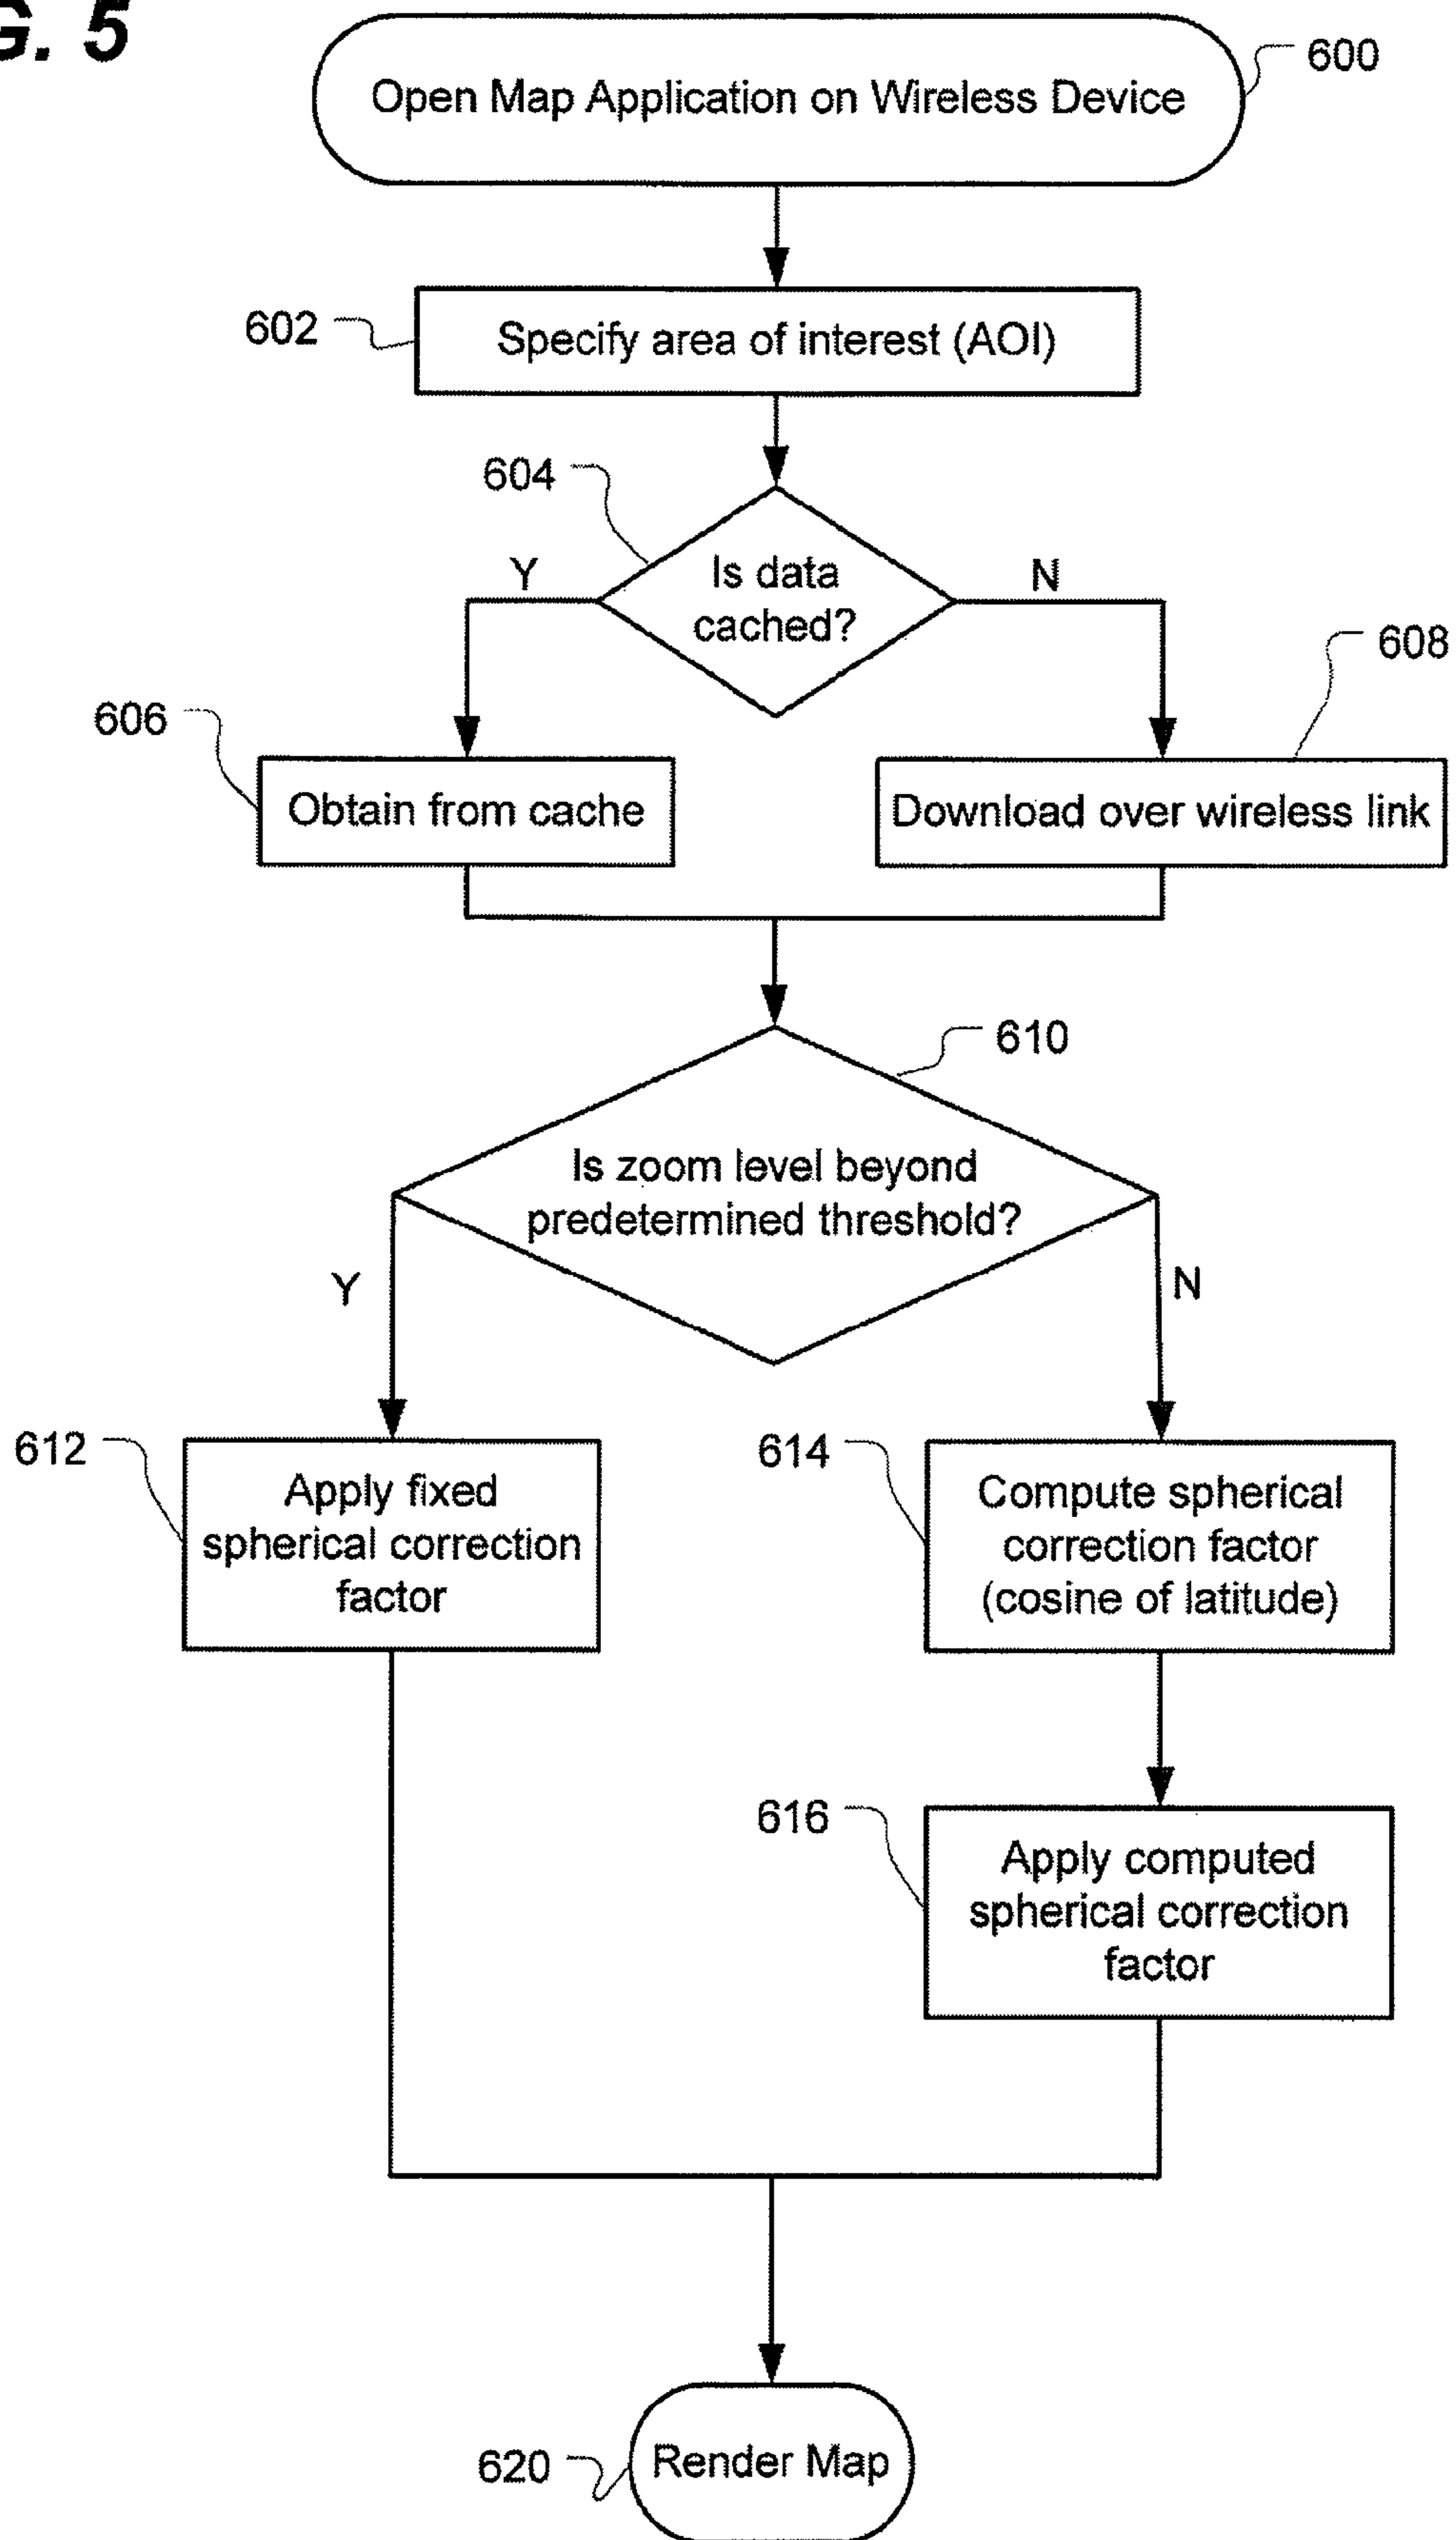 G. 5
Open Map Application on Wireless Device
600
602
Specify area of interest (AOI)
604
Is data
cached?
Y
N
606
Obtain from cache
608
Download over wireless link
610
Is zoom level beyond
predetermined threshold?
Y
N
612
Apply fixed
spherical correction
factor
614
Compute spherical
correction factor
(cosine of latitude)
616
Apply computed
spherical correction
factor
620
Render Map